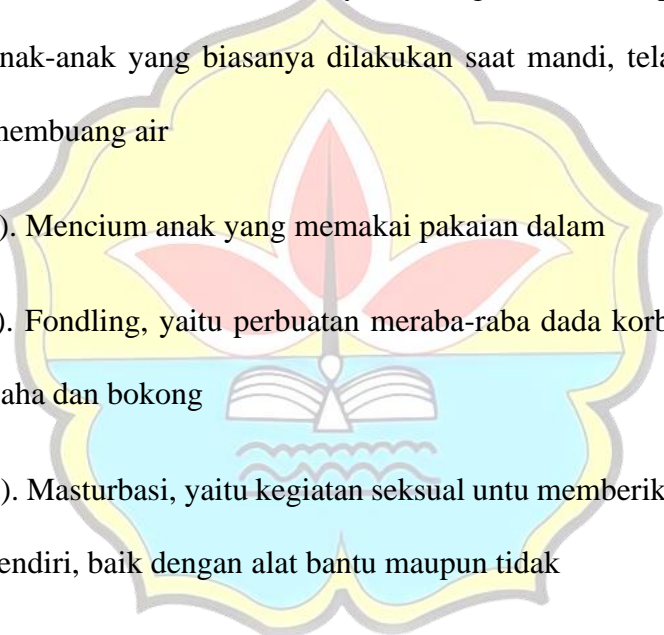 nak-anak yang biasanya dilakukan saat mandi, tela
membuang air
). Mencium anak yang memakai pakaian dalam
). Fondling, yaitu perbuatan meraba-raba dada korb
aha dan bokong
). Masturbasi, yaitu kegiatan seksual untu memberik
endiri, baik dengan alat bantu maupun tidak